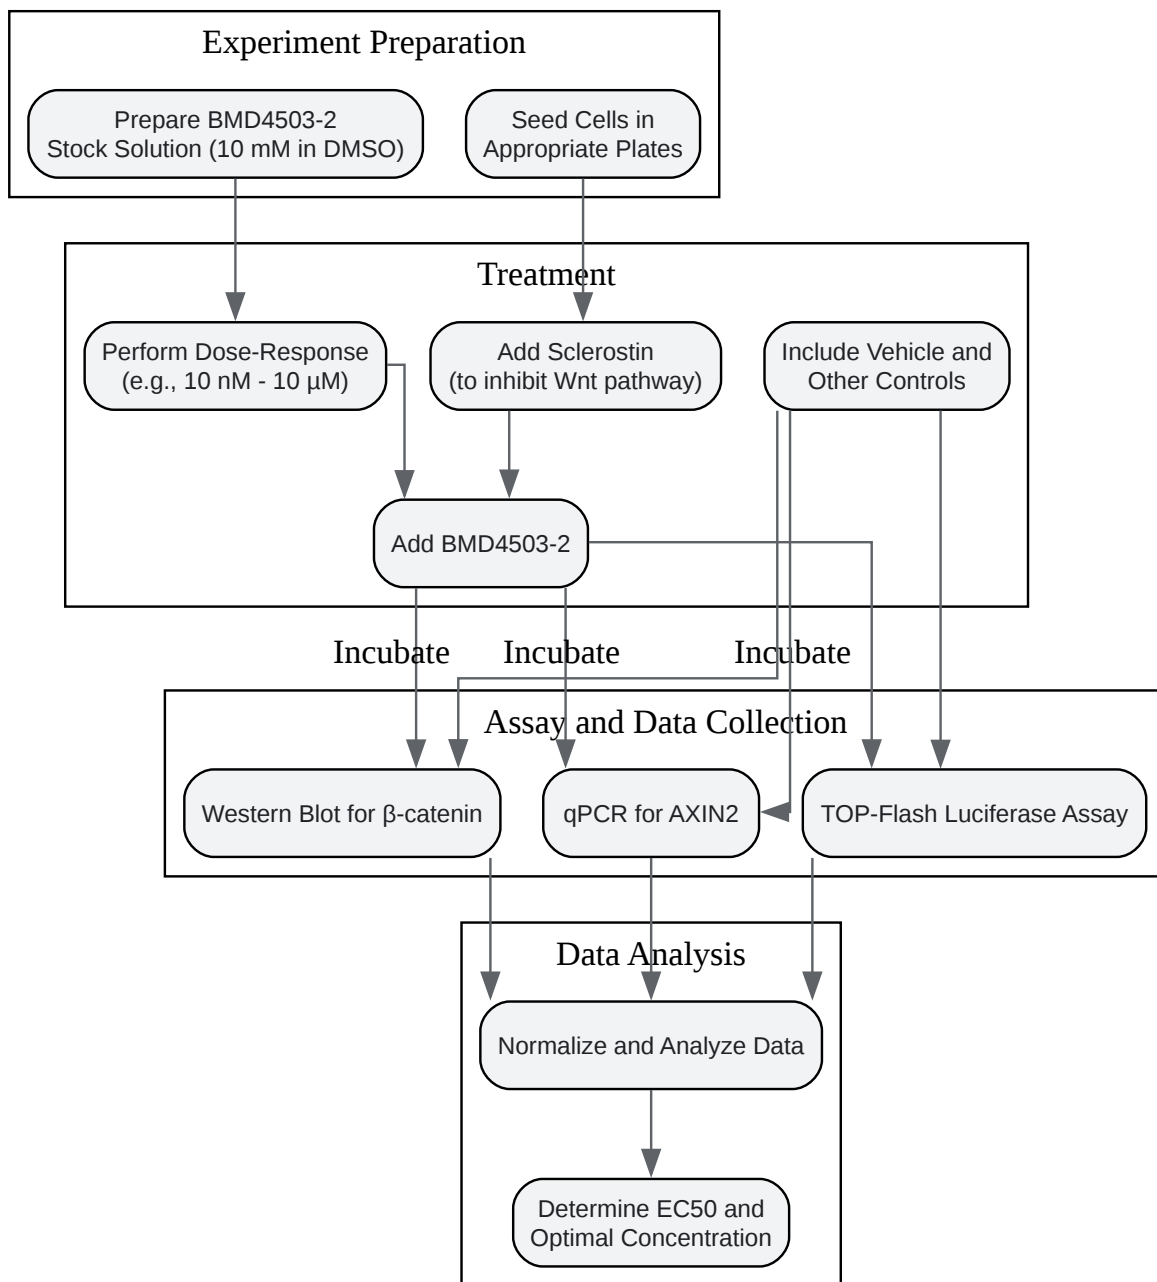 Experiment Preparation
Prepare BMD4503-2
Stock Solution (10 mM in DMSO)
Seed Cells in
Appropriate Plates
Treatment
Perform Dose-Response
(e.g., 10 nM - 10 µM)
Add Sclerostin
(to inhibit Wnt pathway)
Include Vehicle and
Other Controls
Add BMD4503-2
Incubate
Incubate
Incubate
Assay and Data Collection
Western Blot for β-catenin
qPCR for AXIN2
TOP-Flash Luciferase Assay
Data Analysis
Normalize and Analyze Data
Determine EC50 and
Optimal Concentration